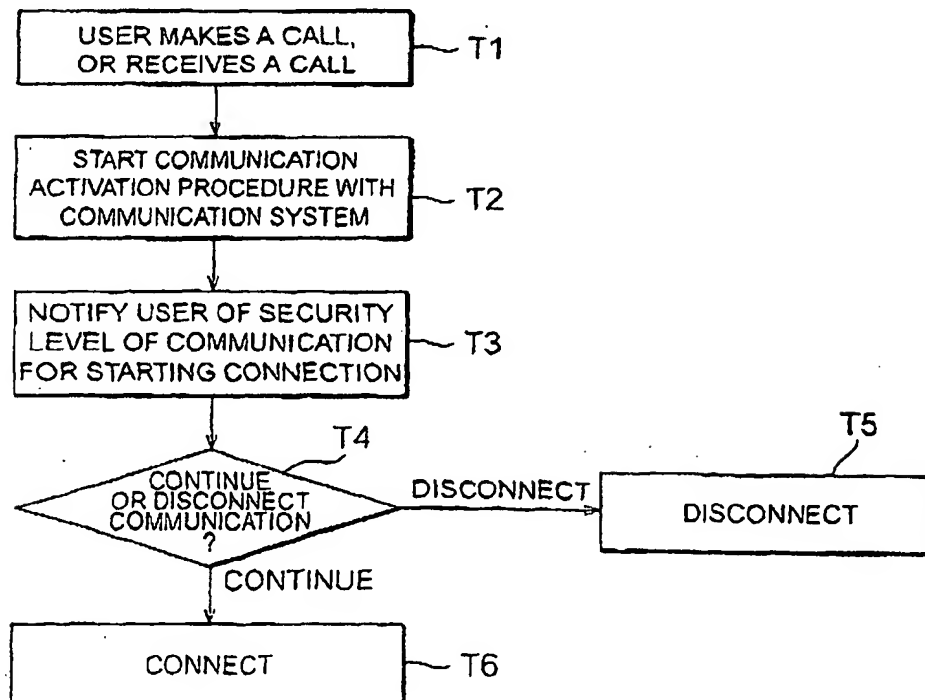 USER MAKES A CALL,
OR RECEIVES A CALL
T1
START COMMUNICATION
ACTIVATION PROCEDURE WITH
COMMUNICATION SYSTEM
T2
NOTIFY USER OF SECURITY
LEVEL OF COMMUNICATION
FOR STARTING CONNECTION
T3
T4
CONTINUE
OR DISCONNECT
COMMUNICATION
?
DISCONNECT
T5
DISCONNECT
CONTINUE
CONNECT
T6